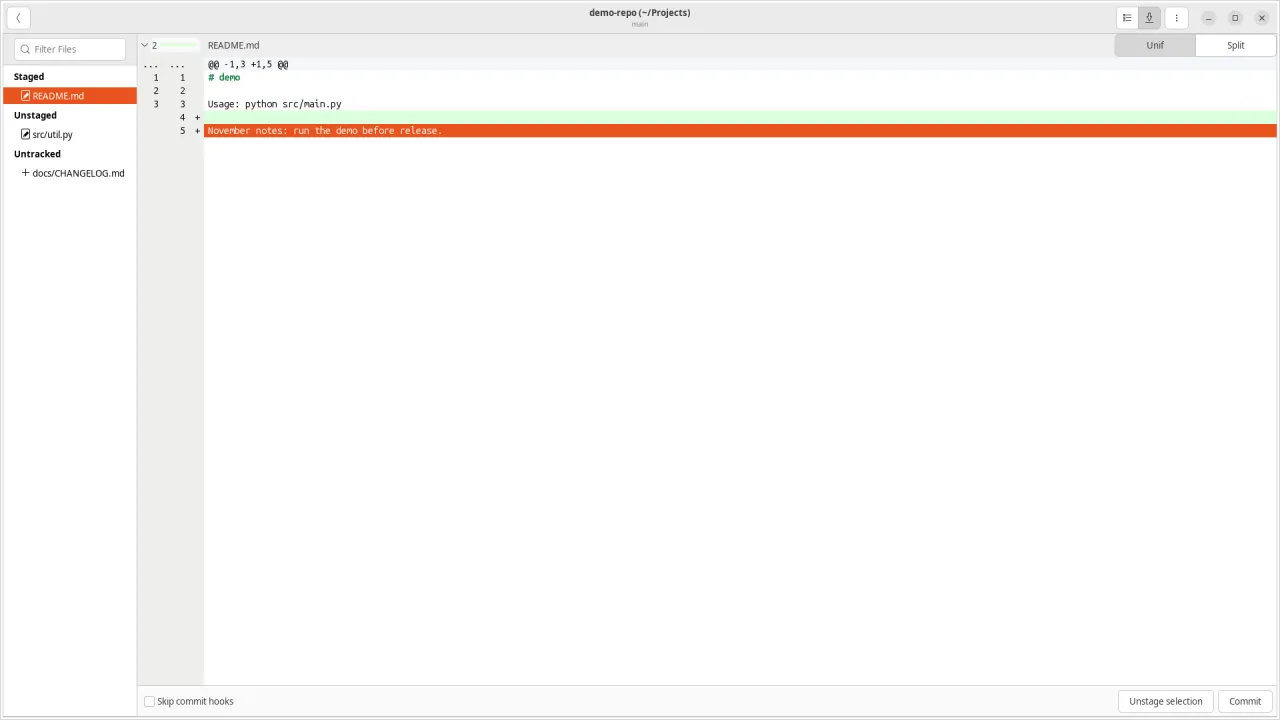 demo-repo (~/Projects)
main
Filter Files
Staged
README.md
Unstaged
src/util.py
Untracked
docs/CHANGELOG.md
2 README.md
Unif
Split
... ... @@ -1,3 +1,5 @@
1 1 # demo
2 2
3 3 Usage: python src/main.py
4 +
5 + November notes: run the demo before release.
Skip commit hooks
Unstage selection
Commit